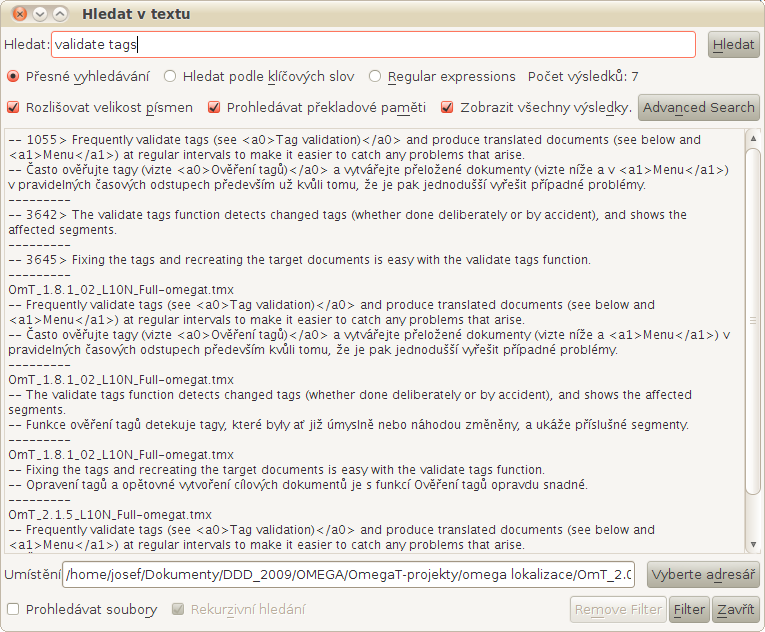 Hledat v textu
Hledat: validate tags Hledat
Přesné vyhledávání Hledat podle klíčových slov Regular expressions Počet výsledků: 7
Rozlišovat velikost písmen Prohledávat překladové paměti Zobrazit všechny výsledky. Advanced Search
-- 1055> Frequently validate tags (see <a0>Tag validation)</a0> and produce translated documents (see below and
<a1>Menu</a1>) at regular intervals to make it easier to catch any problems that arise.
-- Často ověřujte tagy (vizte <a0>Ověření tagů)</a0> a vytvářejte přeložené dokumenty (vizte níže a v <a1>Menu</a1>)
v pravidelných časových odstupech především už kvůli tomu, že je pak jednodušší vyřešit případné problémy.
---------
-- 3642> The validate tags function detects changed tags (whether done deliberately or by accident), and shows the
affected segments.
---------
-- 3645> Fixing the tags and recreating the target documents is easy with the validate tags function.
---------
OmT_1.8.1_02_L10N_Full-omegat.tmx
-- Frequently validate tags (see <a0>Tag validation)</a0> and produce translated documents (see below and
<a1>Menu</a1>) at regular intervals to make it easier to catch any problems that arise.
-- Často ověřujte tagy (vizte <a0>Ověření tagů)</a0> a vytvářejte přeložené dokumenty (vizte níže a <a1>Menu</a1>) v
pravidelných časových odstupech především kvůli tomu, že je pak jednodušší vyřešit případné problémy.
---------
OmT_1.8.1_02_L10N_Full-omegat.tmx
-- The validate tags function detects changed tags (whether done deliberately or by accident), and shows the affected
segments.
-- Funkce ověření tagů detekuje tagy, které byly ať již úmyslně nebo náhodou změněny, a ukáže příslušné segmenty.
---------
OmT_1.8.1_02_L10N_Full-omegat.tmx
-- Fixing the tags and recreating the target documents is easy with the validate tags function.
-- Opravení tagů a opětovné vytvoření cílových dokumentů je s funkcí Ověření tagů opravdu snadné.
---------
OmT_2.1.5_L10N_Full-omegat.tmx
-- Frequently validate tags (see <a0>Tag validation)</a0> and produce translated documents (see below and
<a1>Menu</a1>) at regular intervals to make it easier to catch any problems that arise.
Umístění /home/josef/Dokumenty/DDD_2009/OMEGA/OmegaT-projekty/omega lokalizace/OmT_2.0 Vyberte adresář
Prohledávat soubory Rekurzivní hledání Remove Filter Filter Zavřít